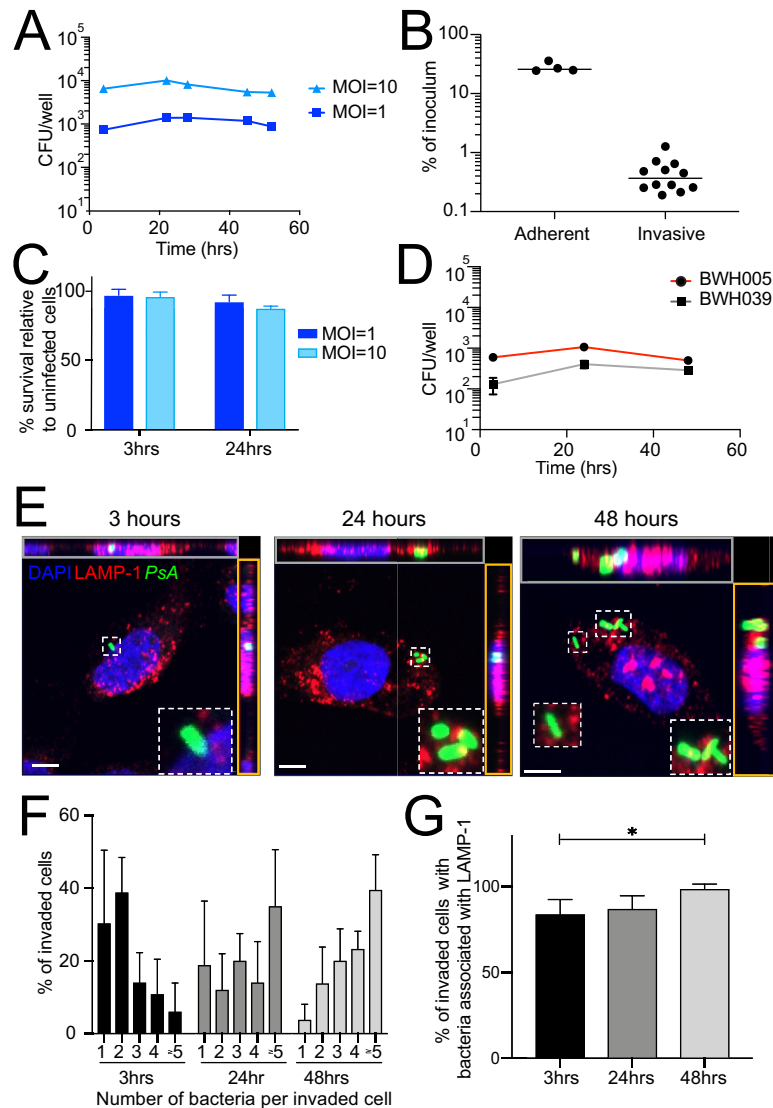 A
CFU/well
10^5
10^4
10^3
10^2
10^1
0 20 40 60
Time (hrs)
MOI=10
MOI=1
B
% of inoculum
100
10
1
0.1
Adherent Invasive
C
% survival relative
to uninfected cells
100
50
0
3hrs 24hrs
MOI=1
MOI=10
D
CFU/well
10^5
10^4
10^3
10^2
10^1
0 20 40 60
Time (hrs)
BWH005
BWH039
E
3 hours 24 hours 48 hours
DAPI LAMP-1 PsA
F
% of invaded cells
60
40
20
0
1 2 3 4 ≥5 1 2 3 4 ≥5 1 2 3 4 ≥5
3hrs 24hr 48hrs
Number of bacteria per invaded cell
G
% of invaded cells with
bacteria associated with LAMP-1
100
50
0
*
3hrs 24hrs 48hrs